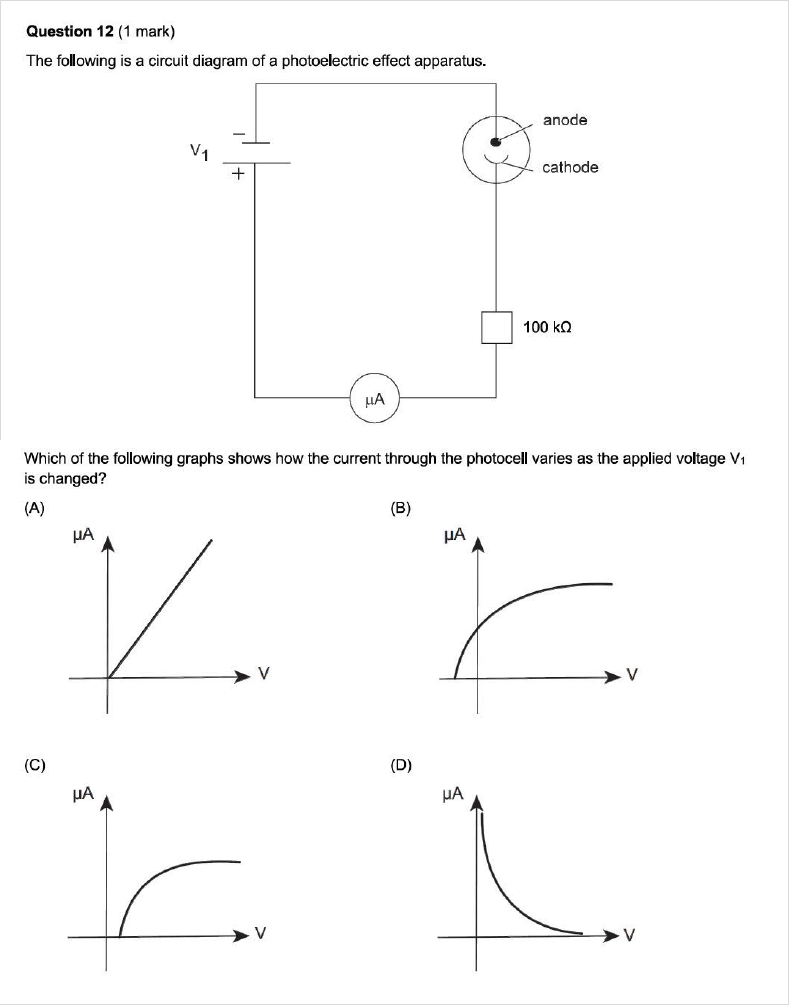 Question 12 (1 mark)
The following is a circuit diagram of a photoelectric effect apparatus.
anode
−
V₁
cathode
+
100 kΩ
µA
Which of the following graphs shows how the current through the photocell varies as the applied voltage V₁
is changed?
(A)
µA
V
(B)
µA
V
(C)
µA
V
(D)
µA
V